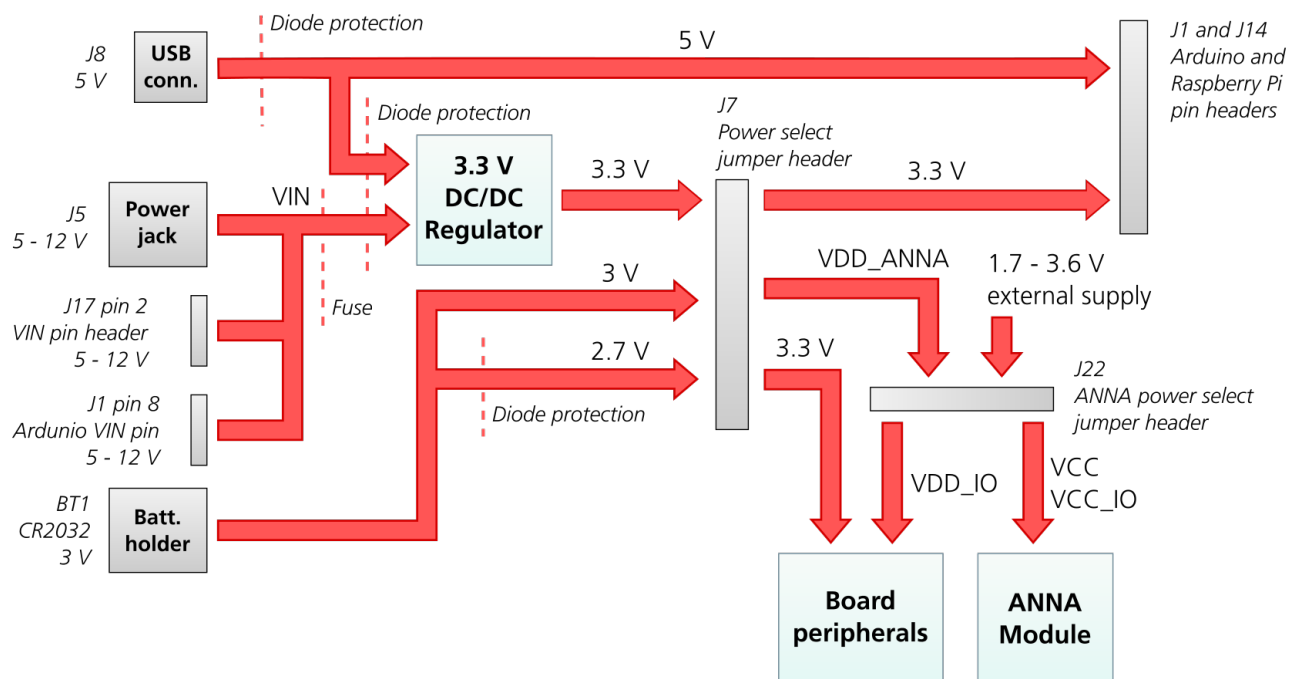 Diode protection
J8
5 V
USB
conn.
5 V
J1 and J14
Arduino and
Raspberry Pi
pin headers
Diode protection
J7
Power select
jumper header
3.3 V
DC/DC
Regulator
3.3 V
3.3 V
J5
5 - 12 V
Power
jack
VIN
Fuse
VDD_ANNA
1.7 - 3.6 V
external supply
3 V
J17 pin 2
VIN pin header
5 - 12 V
2.7 V
3.3 V
Diode protection
J22
ANNA power select
jumper header
J1 pin 8
Ardunio VIN pin
5 - 12 V
VDD_IO
VCC
VCC_IO
BT1
CR2032
3 V
Batt.
holder
Board
peripherals
ANNA
Module